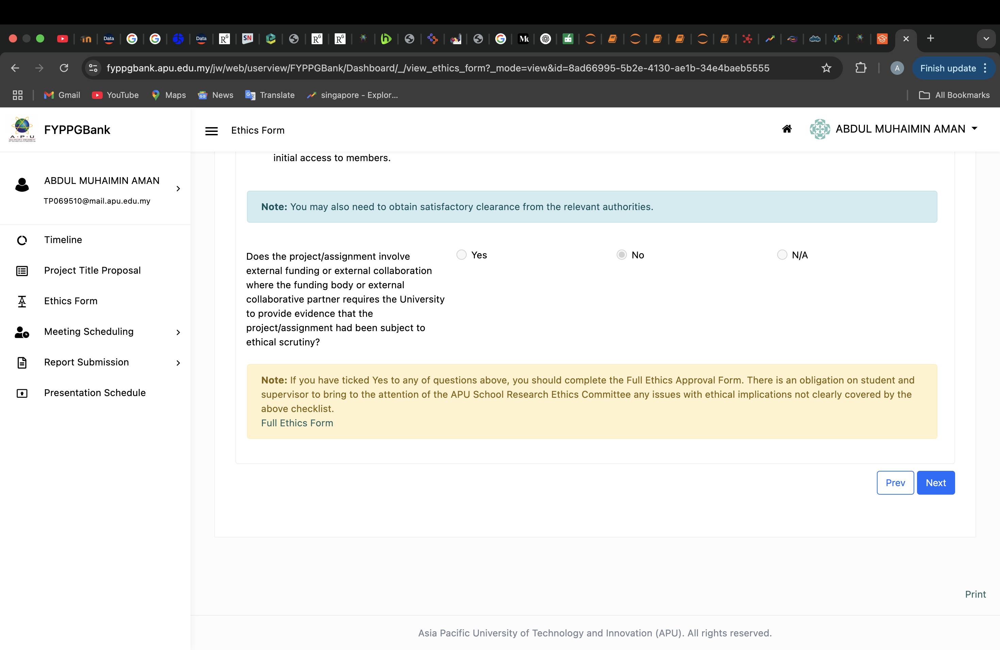 in
Data
G
G
Data
RG
SN
RG
RG
h
G
fyppgbank.apu.edu.my/jw/web/userview/FYPPGBank/Dashboard/_/view_ethics_form?_mode=view&id=8ad66995-5b2e-4130-ae1b-34e4baeb5555
A
Finish update
Gmail
YouTube
Maps
News
Translate
singapore - Explor...
All Bookmarks
A·P·U
FYPPGBank
Ethics Form
ABDUL MUHAIMIN AMAN
ABDUL MUHAIMIN AMAN
TP069510@mail.apu.edu.my
Timeline
Project Title Proposal
Ethics Form
Meeting Scheduling
Report Submission
Presentation Schedule
initial access to members.
Note: You may also need to obtain satisfactory clearance from the relevant authorities.
Does the project/assignment involve
external funding or external collaboration
where the funding body or external
collaborative partner requires the University
to provide evidence that the
project/assignment had been subject to
ethical scrutiny?
Yes
No
N/A
Note: If you have ticked Yes to any of questions above, you should complete the Full Ethics Approval Form. There is an obligation on student and
supervisor to bring to the attention of the APU School Research Ethics Committee any issues with ethical implications not clearly covered by the
above checklist.
Full Ethics Form
Prev
Next
Print
Asia Pacific University of Technology and Innovation (APU). All rights reserved.